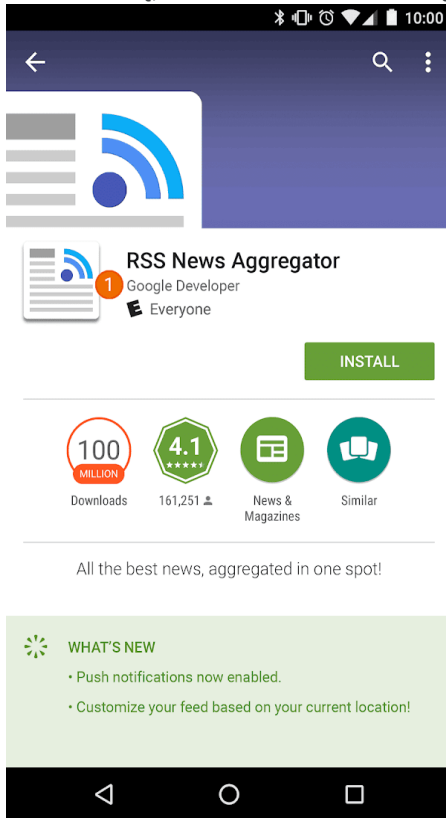 10:00
RSS News Aggregator
1
Google Developer
E Everyone
INSTALL
100
MILLION
Downloads
4.1
161,251
News &
Magazines
Similar
All the best news, aggregated in one spot!
WHAT'S NEW
• Push notifications now enabled.
• Customize your feed based on your current location!